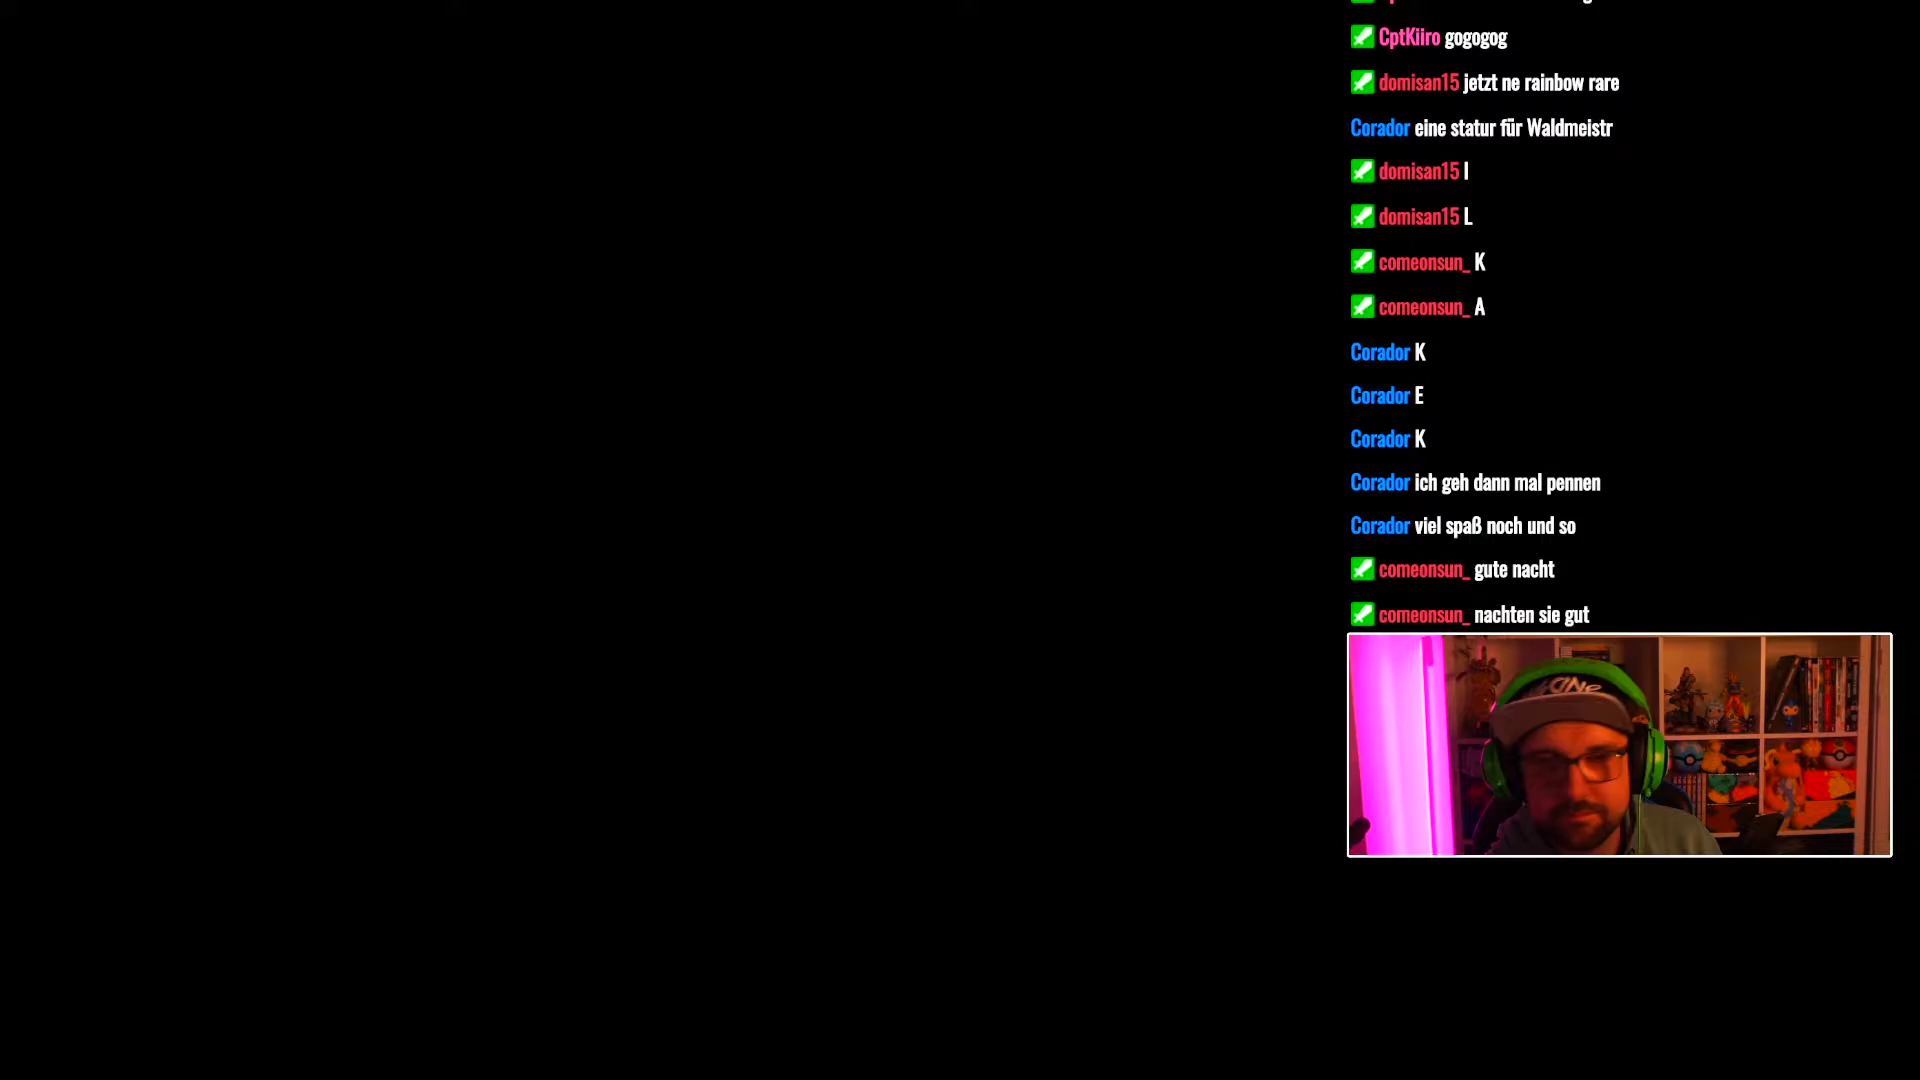 CptKiiro gogogog
domisan15 jetzt ne rainbow rare
Corador eine statur für Waldmeistr
domisan15 l
domisan15 L
comeonsun_ K
comeonsun_ A
Corador K
Corador E
Corador K
Corador ich geh dann mal pennen
Corador viel spaß noch und so
comeonsun_ gute nacht
comeonsun_ nachten sie gut